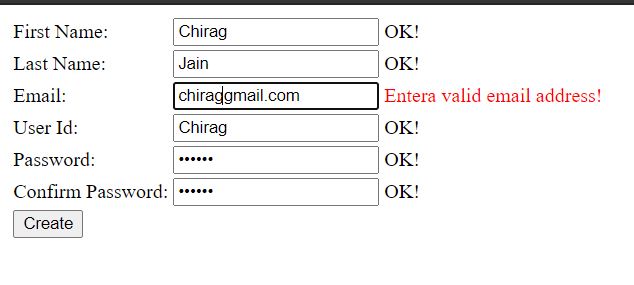 First Name: Chirag OK!
Last Name: Jain OK!
Email: chiraggmail.com Entera valid email address!
User Id: Chirag OK!
Password: •••••• OK!
Confirm Password: •••••• OK!
Create